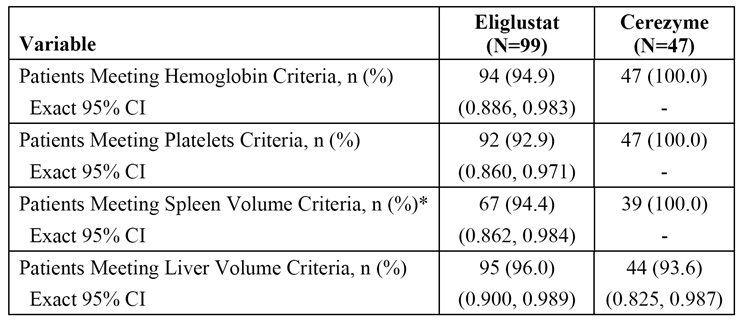 Variable Eliglustat (N=99) Cerezyme (N=47)
Patients Meeting Hemoglobin Criteria, n (%) 94 (94.9) 47 (100.0)
Exact 95% CI (0.886, 0.983) -
Patients Meeting Platelets Criteria, n (%) 92 (92.9) 47 (100.0)
Exact 95% CI (0.860, 0.971) -
Patients Meeting Spleen Volume Criteria, n (%)* 67 (94.4) 39 (100.0)
Exact 95% CI (0.862, 0.984) -
Patients Meeting Liver Volume Criteria, n (%) 95 (96.0) 44 (93.6)
Exact 95% CI (0.900, 0.989) (0.825, 0.987)